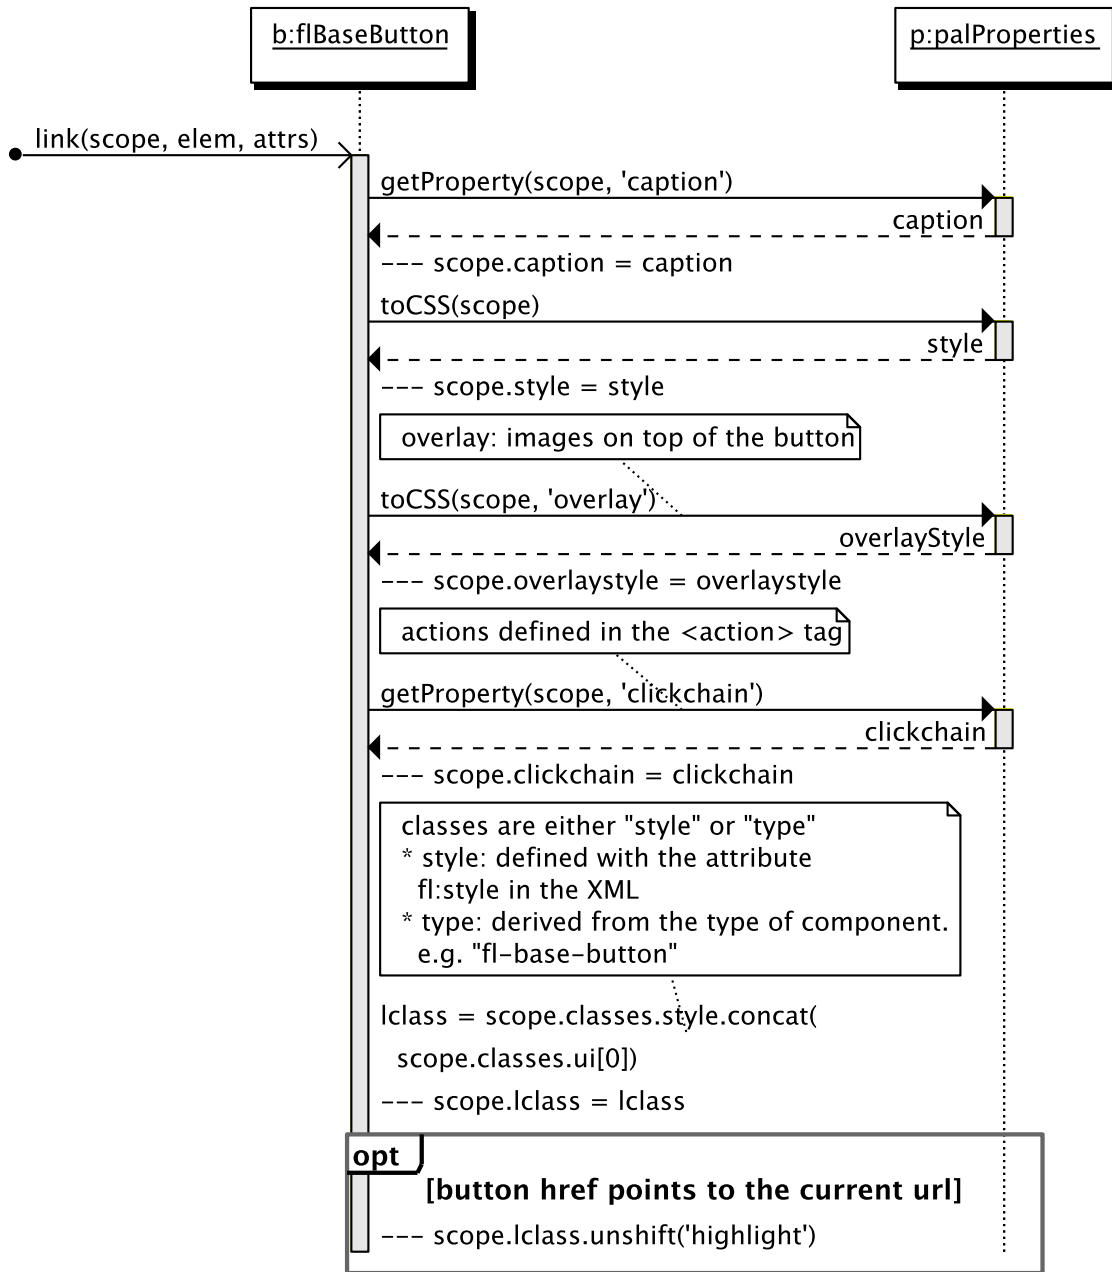 b:flBaseButton
p:palProperties
link(scope, elem, attrs)
getProperty(scope, 'caption')
caption
--- scope.caption = caption
toCSS(scope)
style
--- scope.style = style
overlay: images on top of the button
toCSS(scope, 'overlay')
overlayStyle
--- scope.overlaystyle = overlaystyle
actions defined in the <action> tag
getProperty(scope, 'clickchain')
clickchain
--- scope.clickchain = clickchain
classes are either "style" or "type"
* style: defined with the attribute
fl:style in the XML
* type: derived from the type of component.
e.g. "fl-base-button"
lclass = scope.classes.style.concat(
scope.classes.ui[0])
--- scope.lclass = lclass
opt
[button href points to the current url]
--- scope.lclass.unshift('highlight')